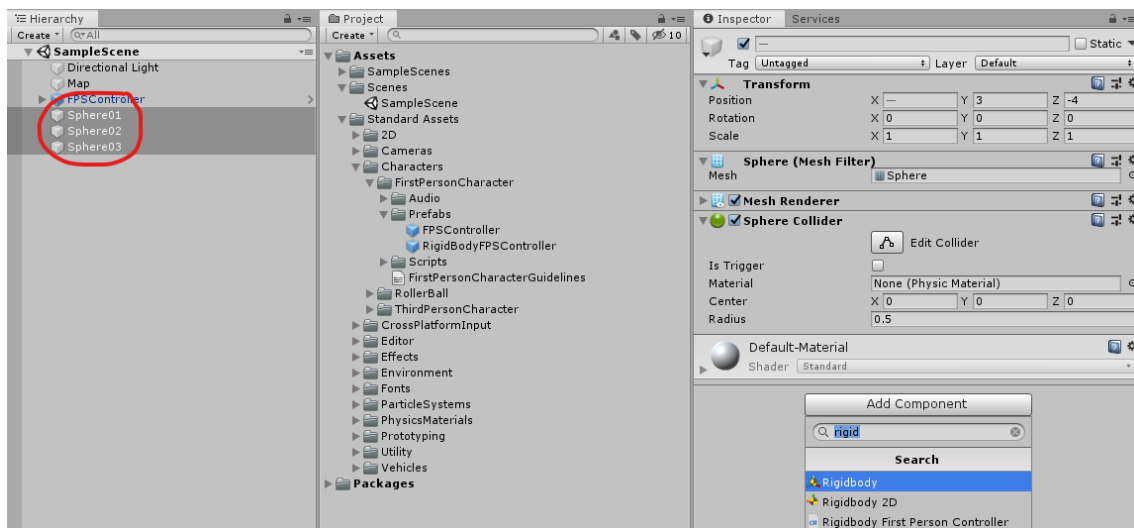 Hierarchy
Create
All
SampleScene
Directional Light
Map
FPSController
Sphere01
Sphere02
Sphere03
Project
Create
10
Assets
SampleScenes
Scenes
SampleScene
Standard Assets
2D
Cameras
Characters
FirstPersonCharacter
Audio
Prefabs
FPSController
RigidBodyFPSController
Scripts
FirstPersonCharacterGuidelines
RollerBall
ThirdPersonCharacter
CrossPlatformInput
Editor
Effects
Environment
Fonts
ParticleSystems
PhysicsMaterials
Prototyping
Utility
Vehicles
Packages
Inspector Services
— Static
Tag Untagged Layer Default
Transform
Position X — Y 3 Z -4
Rotation X 0 Y 0 Z 0
Scale X 1 Y 1 Z 1
Sphere (Mesh Filter)
Mesh Sphere
Mesh Renderer
Sphere Collider
Edit Collider
Is Trigger
Material None (Physic Material)
Center X 0 Y 0 Z 0
Radius 0.5
Default-Material
Shader Standard
Add Component
rigid
Search
Rigidbody
Rigidbody 2D
Rigidbody First Person Controller